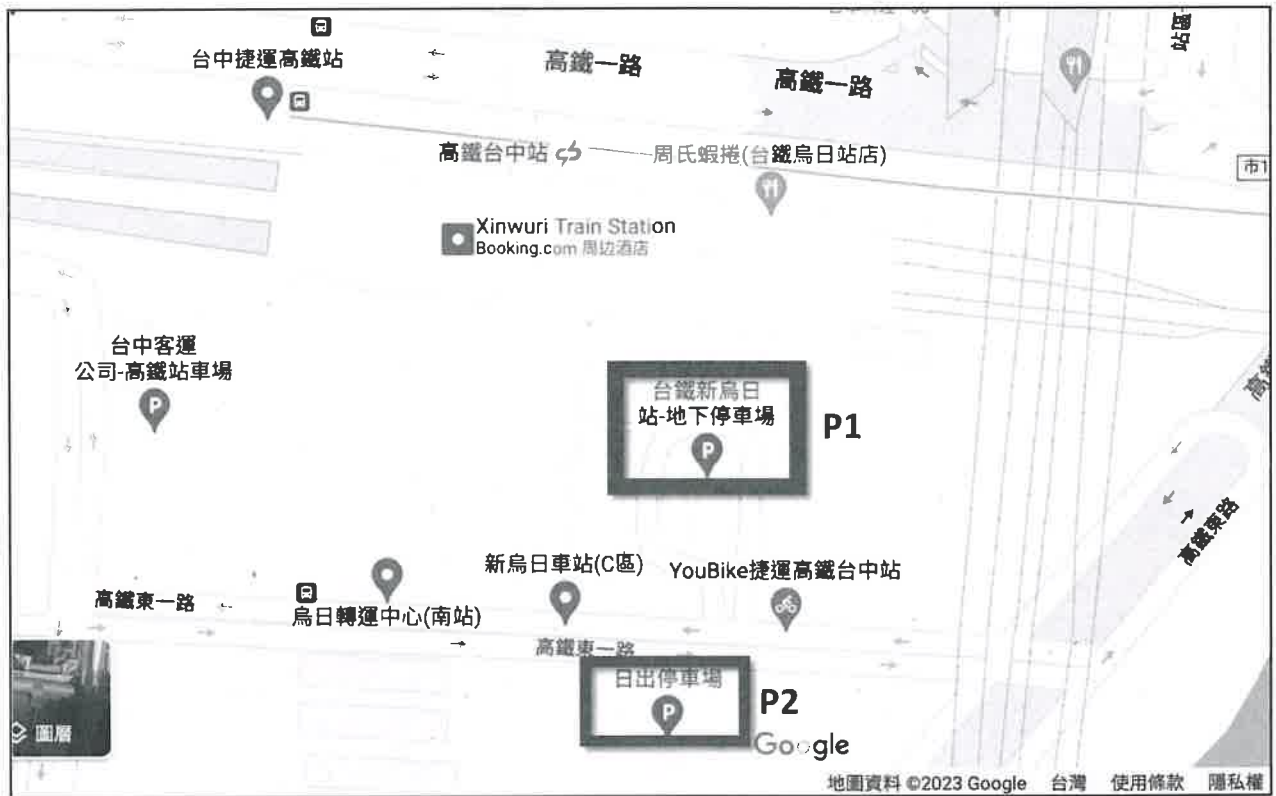 台中捷運高鐵站
高鐵一路
高鐵一路
站區
高鐵台中站
周氏蝦捲(台鐵烏日站店)
市1
Xinwuri Train Station
Booking.com 周边酒店
台中客運
公司-高鐵站車場
P
台鐵新烏日
站-地下停車場
P
P1
高鐵
高鐵東路
新烏日車站(C區)
YouBike捷運高鐵台中站
高鐵東一路
烏日轉運中心(南站)
高鐵東一路
日出停車場
P
P2
圖層
Google
地圖資料 ©2023 Google 台灣 使用條款 隱私權